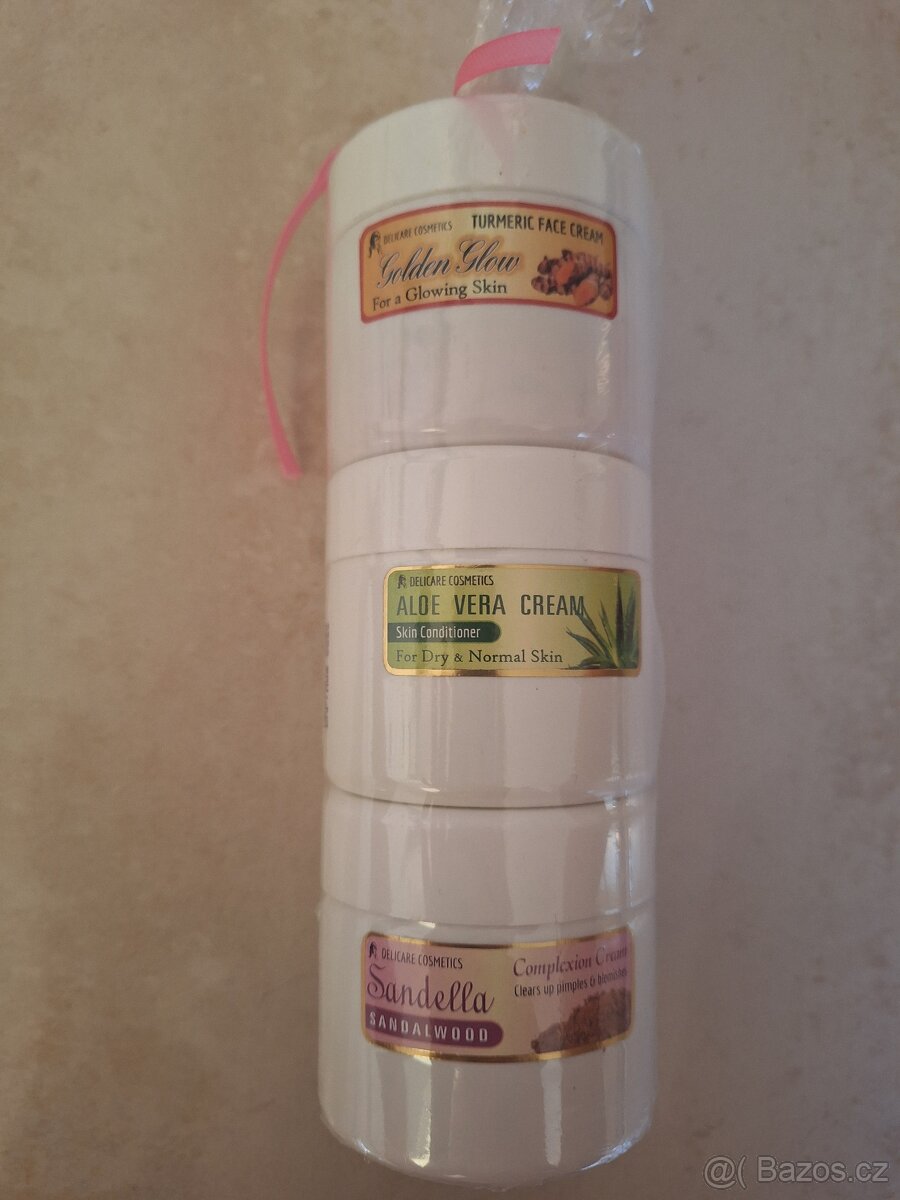 DELICARE COSMETICS TURMERIC FACE CREAM
Golden Glow
For a Glowing Skin
DELICARE COSMETICS
ALOE VERA CREAM
Skin Conditioner
For Dry & Normal Skin
DELICARE COSMETICS
Sandella
SANDALWOOD
Complexion Cream
Clears up pimples & blemishes
@( Bazos.cz